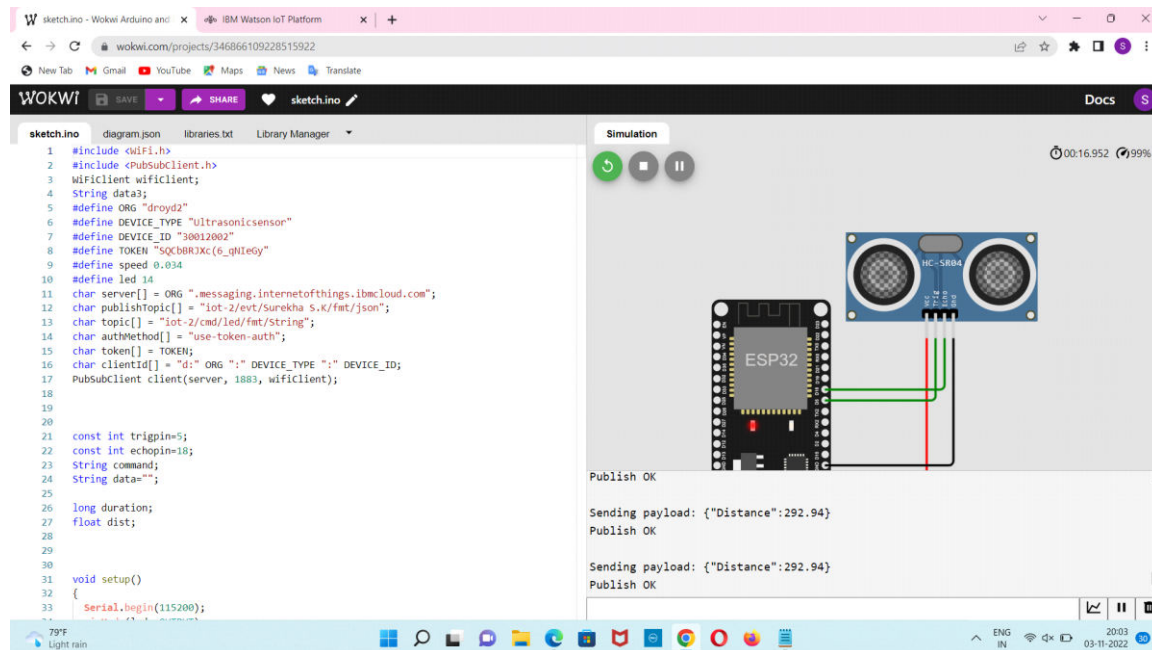 sketch.ino - Wokwi Arduino and
IBM Watson IoT Platform
wokwi.com/projects/346866109228515922
S
New Tab
Gmail
YouTube
Maps
News
Translate
WOKWi
SAVE
SHARE
sketch.ino
Docs
S
sketch.ino
diagram.json
libraries.txt
Library Manager
Simulation
00:16.952
99%
1 #include <WiFi.h>
2 #include <PubSubClient.h>
3 WiFiClient wifiClient;
4 String data3;
5 #define ORG "droyd2"
6 #define DEVICE_TYPE "Ultrasonicsensor"
7 #define DEVICE_ID "30012002"
8 #define TOKEN "SQCbBRJXc(6_qNIeGy"
9 #define speed 0.034
10 #define led 14
11 char server[] = ORG ".messaging.internetofthings.ibmcloud.com";
12 char publishTopic[] = "iot-2/evt/Surekha S.K/fmt/json";
13 char topic[] = "iot-2/cmd/led/fmt/String";
14 char authMethod[] = "use-token-auth";
15 char token[] = TOKEN;
16 char clientId[] = "d:" ORG ":" DEVICE_TYPE ":" DEVICE_ID;
17 PubSubClient client(server, 1883, wifiClient);
18
19
20
21 const int trigpin=5;
22 const int echopin=18;
23 String command;
24 String data="";
25
26 long duration;
27 float dist;
28
29
30
31 void setup()
32 {
33 Serial.begin(115200);
HC-SR04
Vcc
Trig
Echo
Gnd
ESP32
Publish OK
Sending payload: {"Distance":292.94}
Publish OK
Sending payload: {"Distance":292.94}
Publish OK
79°F
Light rain
ENG
IN
20:03
03-11-2022
30